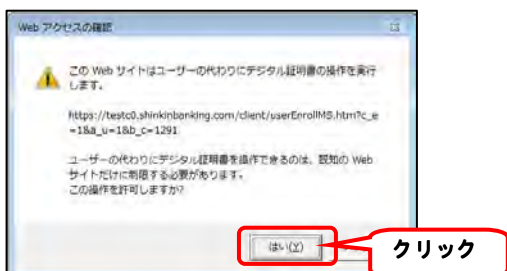 Web アクセスの確認
この Web サイトはユーザーの代わりにデジタル証明書の操作を実行
します。
https://testc0.shinkinbanking.com/client/userEnrollMS.htm?c_e
=1&a_u=1&b_c=1291
ユーザーの代わりにデジタル証明書を操作できるのは、既知の Web
サイトだけに制限する必要があります。
この操作を許可しますか?
はい(Y)
クリック